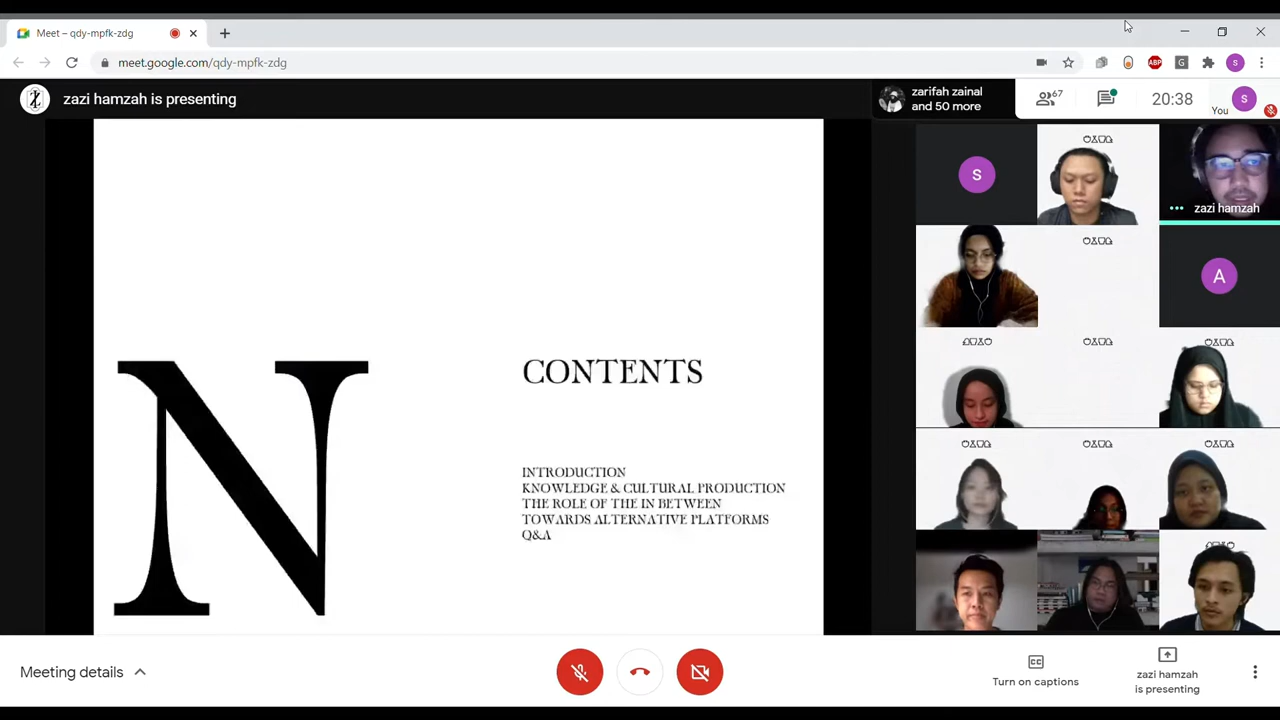 Meet – qdy-mpfk-zdg
meet.google.com/qdy-mpfk-zdg
ABP
G
S
zazi hamzah is presenting
zarifah zainal
and 50 more
67
20:38
You
S
S
zazi hamzah
A
N
CONTENTS
INTRODUCTION
KNOWLEDGE & CULTURAL PRODUCTION
THE ROLE OF THE IN BETWEEN
TOWARDS ALTERNATIVE PLATFORMS
Q&A
Meeting details
CC
Turn on captions
zazi hamzah
is presenting